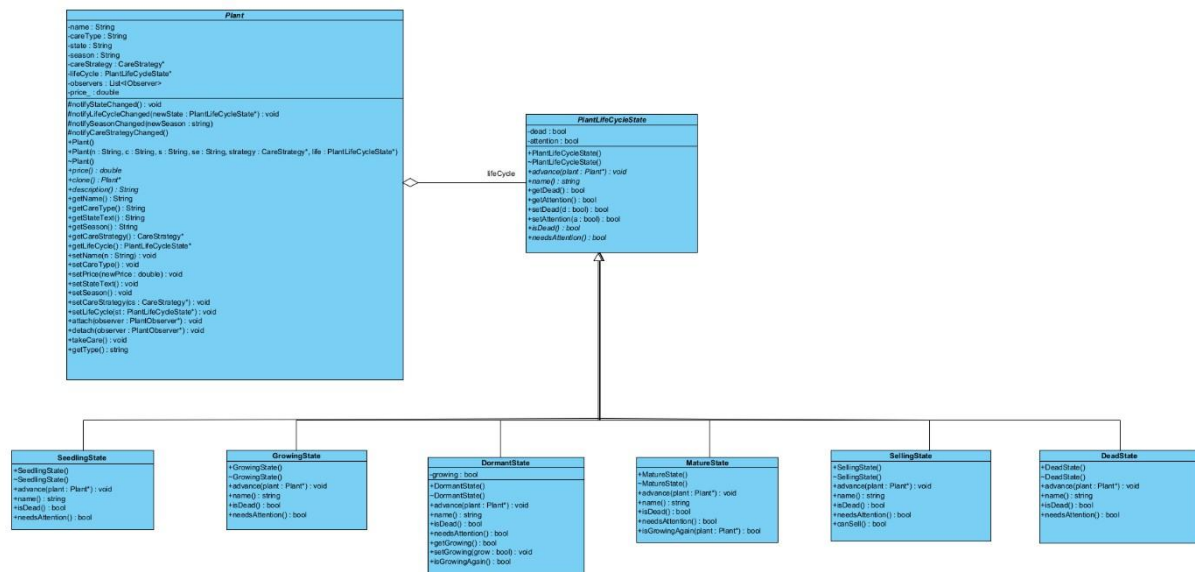 Plant
-name : String
-careType : String
-state : String
-season : String
-careStrategy : CareStrategy*
-lifeCycle : PlantLifeCycleState*
-observers : List<IObserver>
-price_ : double
#notifyStateChanged() : void
#notifyLifeCycleChanged(newState : PlantLifeCycleState*) : void
#notifySeasonChanged(newSeason : string)
#notifyCareStrategyChanged()
+Plant()
+Plant(n : String, c : String, s : String, se : String, strategy : CareStrategy*, life : PlantLifeCycleState*)
~Plant()
+price() : double
+clone() : Plant*
+description() : String
+getName() : String
+getCareType() : String
+getStateText() : String
+getSeason() : String
+getCareStrategy() : CareStrategy*
+getLifeCycle() : PlantLifeCycleState*
+setName(n : String) : void
+setCareType() : void
+setPrice(newPrice : double) : void
+setStateText() : void
+setSeason() : void
+setCareStrategy(cs : CareStrategy*) : void
+setLifeCycle(st : PlantLifeCycleState*) : void
+attach(observer : PlantObserver*) : void
+detach(observer : PlantObserver*) : void
+takeCare() : void
+getType() : string
lifeCycle
PlantLifeCycleState
-dead : bool
-attention : bool
+PlantLifeCycleState()
~PlantLifeCycleState()
+advance(plant : Plant*) : void
+name() : string
+getDead() : bool
+getAttention() : bool
+setDead(d : bool) : bool
+setAttention(a : bool) : bool
+isDead() : bool
+needsAttention() : bool
SeedlingState
+SeedlingState()
~SeedlingState()
+advance(plant : Plant*) : void
+name() : string
+isDead() : bool
+needsAttention() : bool
GrowingState
+GrowingState()
~GrowingState()
+advance(plant : Plant*) : void
+name() : string
+isDead() : bool
+needsAttention() : bool
DormantState
-growing : bool
+DormantState()
~DormantState()
+advance(plant : Plant*) : void
+name() : string
+isDead() : bool
+needsAttention() : bool
+getGrowing() : bool
+setGrowing(grow : bool) : void
+isGrowingAgain() : bool
MatureState
+MatureState()
~MatureState()
+advance(plant : Plant*) : void
+name() : string
+isDead() : bool
+needsAttention() : bool
+isGrowingAgain(plant : Plant*) : bool
SellingState
+SellingState()
~SellingState()
+advance(plant : Plant*) : void
+name() : string
+isDead() : bool
+needsAttention() : bool
+canSell() : bool
DeadState
+DeadState()
~DeadState()
+advance(plant : Plant*) : void
+name() : string
+isDead() : bool
+needsAttention() : bool